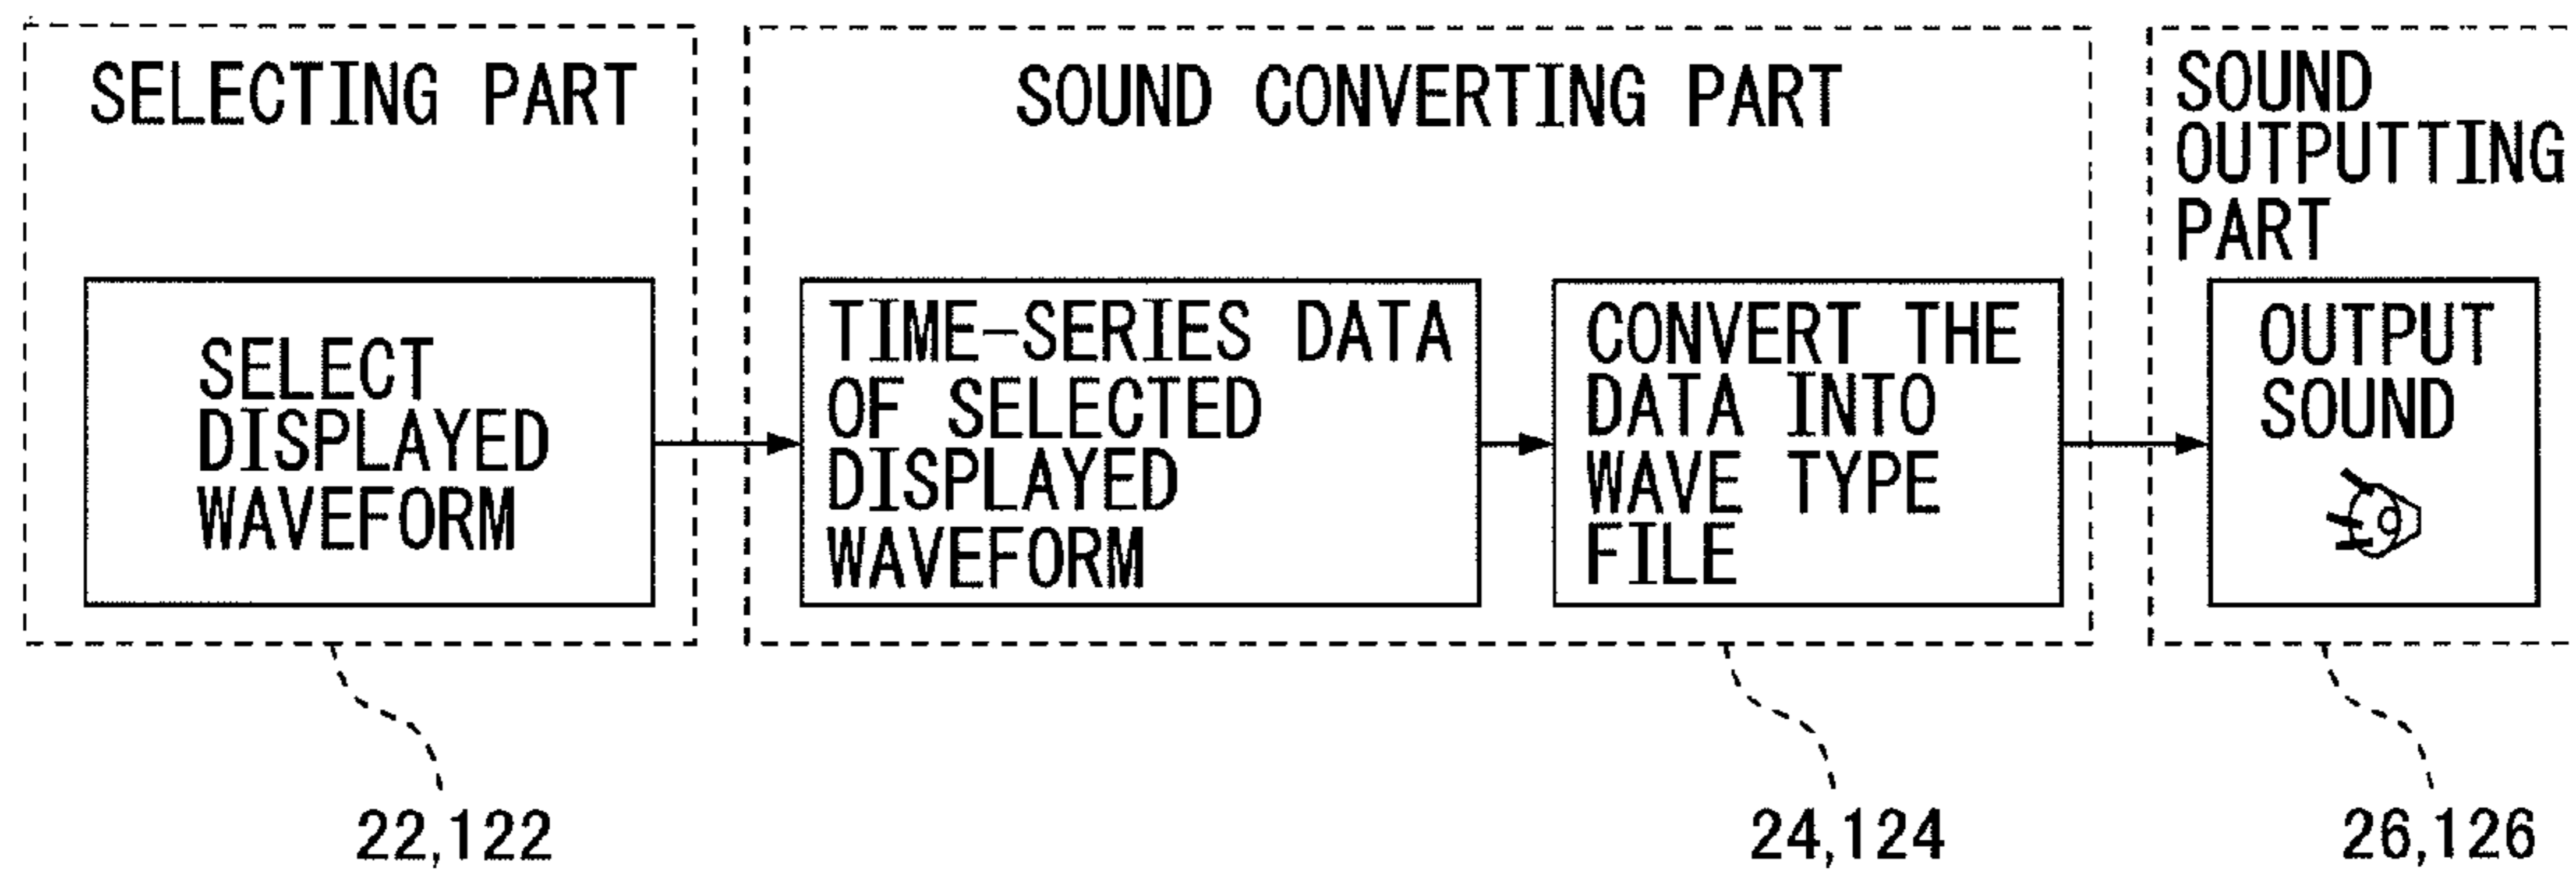 SELECTING PART
SELECT
DISPLAYED
WAVEFORM
22,122
SOUND CONVERTING PART
TIME-SERIES DATA
OF SELECTED
DISPLAYED
WAVEFORM
CONVERT THE
DATA INTO
WAVE TYPE
FILE
24,124
SOUND
OUTPUTTING
PART
OUTPUT
SOUND
26,126